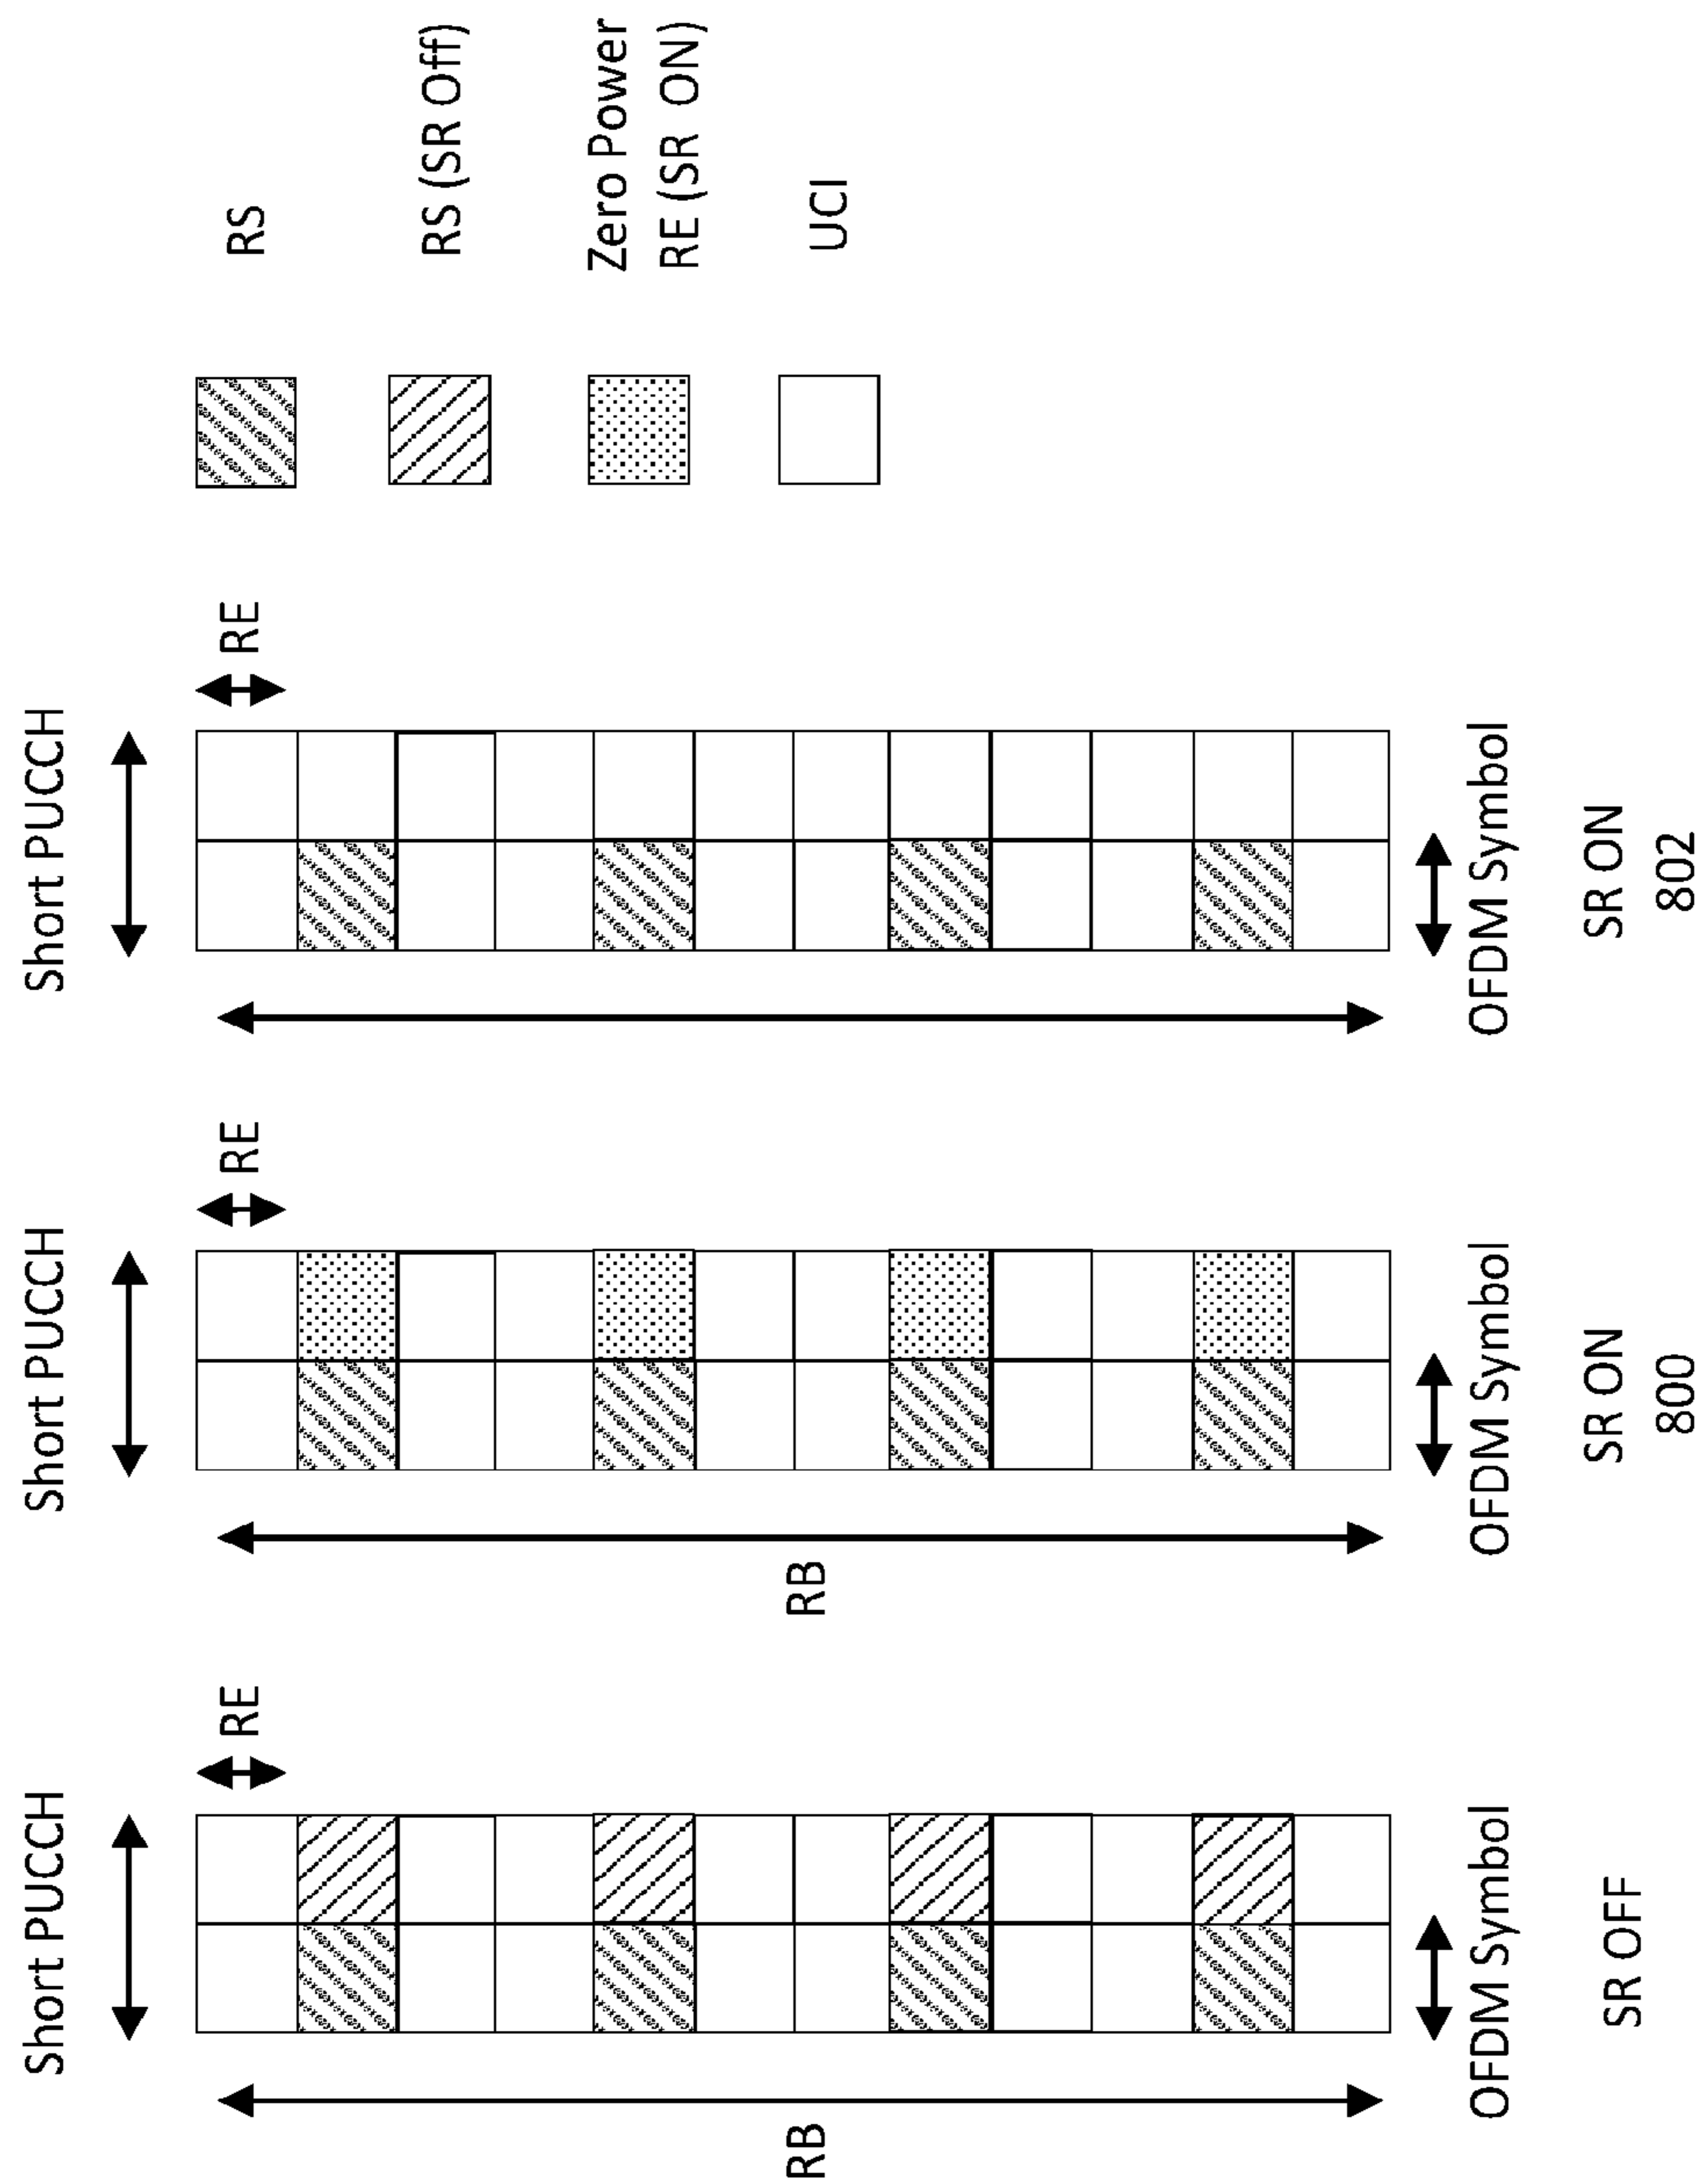 Short PUCCH
RE
RB
OFDM Symbol
SR OFF
Short PUCCH
RE
RB
OFDM Symbol
SR ON
800
Short PUCCH
RE
OFDM Symbol
SR ON
802
RS
RS (SR Off)
Zero Power
RE (SR ON)
UCI